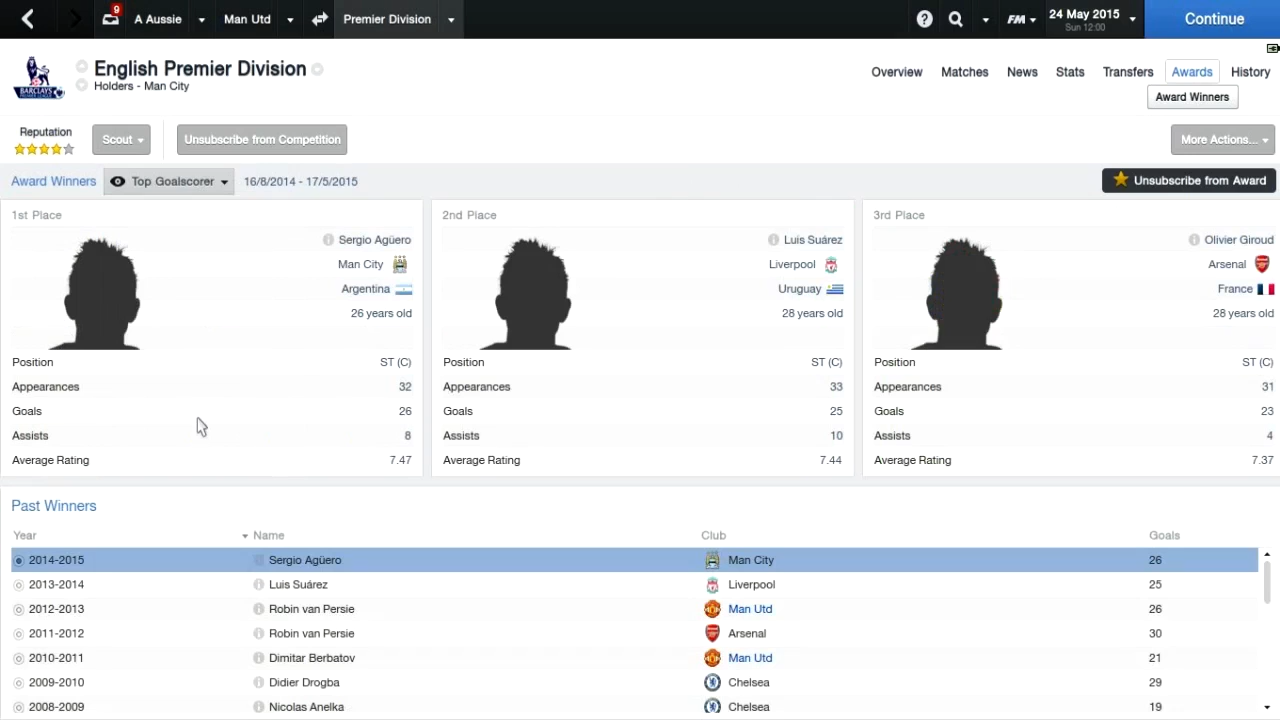 9 A Aussie Man Utd Premier Division FM 24 May 2015 Sun 12:00 Continue
BARCLAYS English Premier Division
Holders - Man City
Overview Matches News Stats Transfers Awards History
Award Winners
Reputation Scout Unsubscribe from Competition More Actions...
Award Winners Top Goalscorer 16/8/2014 - 17/5/2015 Unsubscribe from Award
1st Place
Sergio Agüero
Man City
Argentina
26 years old
Position ST (C)
Appearances 32
Goals 26
Assists 8
Average Rating 7.47
2nd Place
Luis Suárez
Liverpool
Uruguay
28 years old
Position ST (C)
Appearances 33
Goals 25
Assists 10
Average Rating 7.44
3rd Place
Olivier Giroud
Arsenal
France
28 years old
Position ST (C)
Appearances 31
Goals 23
Assists 4
Average Rating 7.37
Past Winners
Year Name Club Goals
2014-2015 Sergio Agüero Man City 26
2013-2014 Luis Suárez Liverpool 25
2012-2013 Robin van Persie Man Utd 26
2011-2012 Robin van Persie Arsenal 30
2010-2011 Dimitar Berbatov Man Utd 21
2009-2010 Didier Drogba Chelsea 29
2008-2009 Nicolas Anelka Chelsea 19